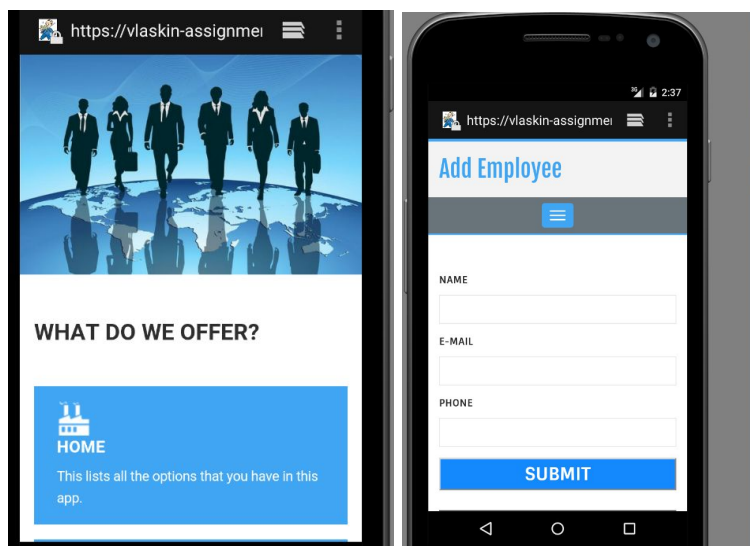 https://vlaskin-assignmei
WHAT DO WE OFFER?
HOME
This lists all the options that you have in this
app.
3G 2:37
https://vlaskin-assignmei
Add Employee
NAME
E-MAIL
PHONE
SUBMIT